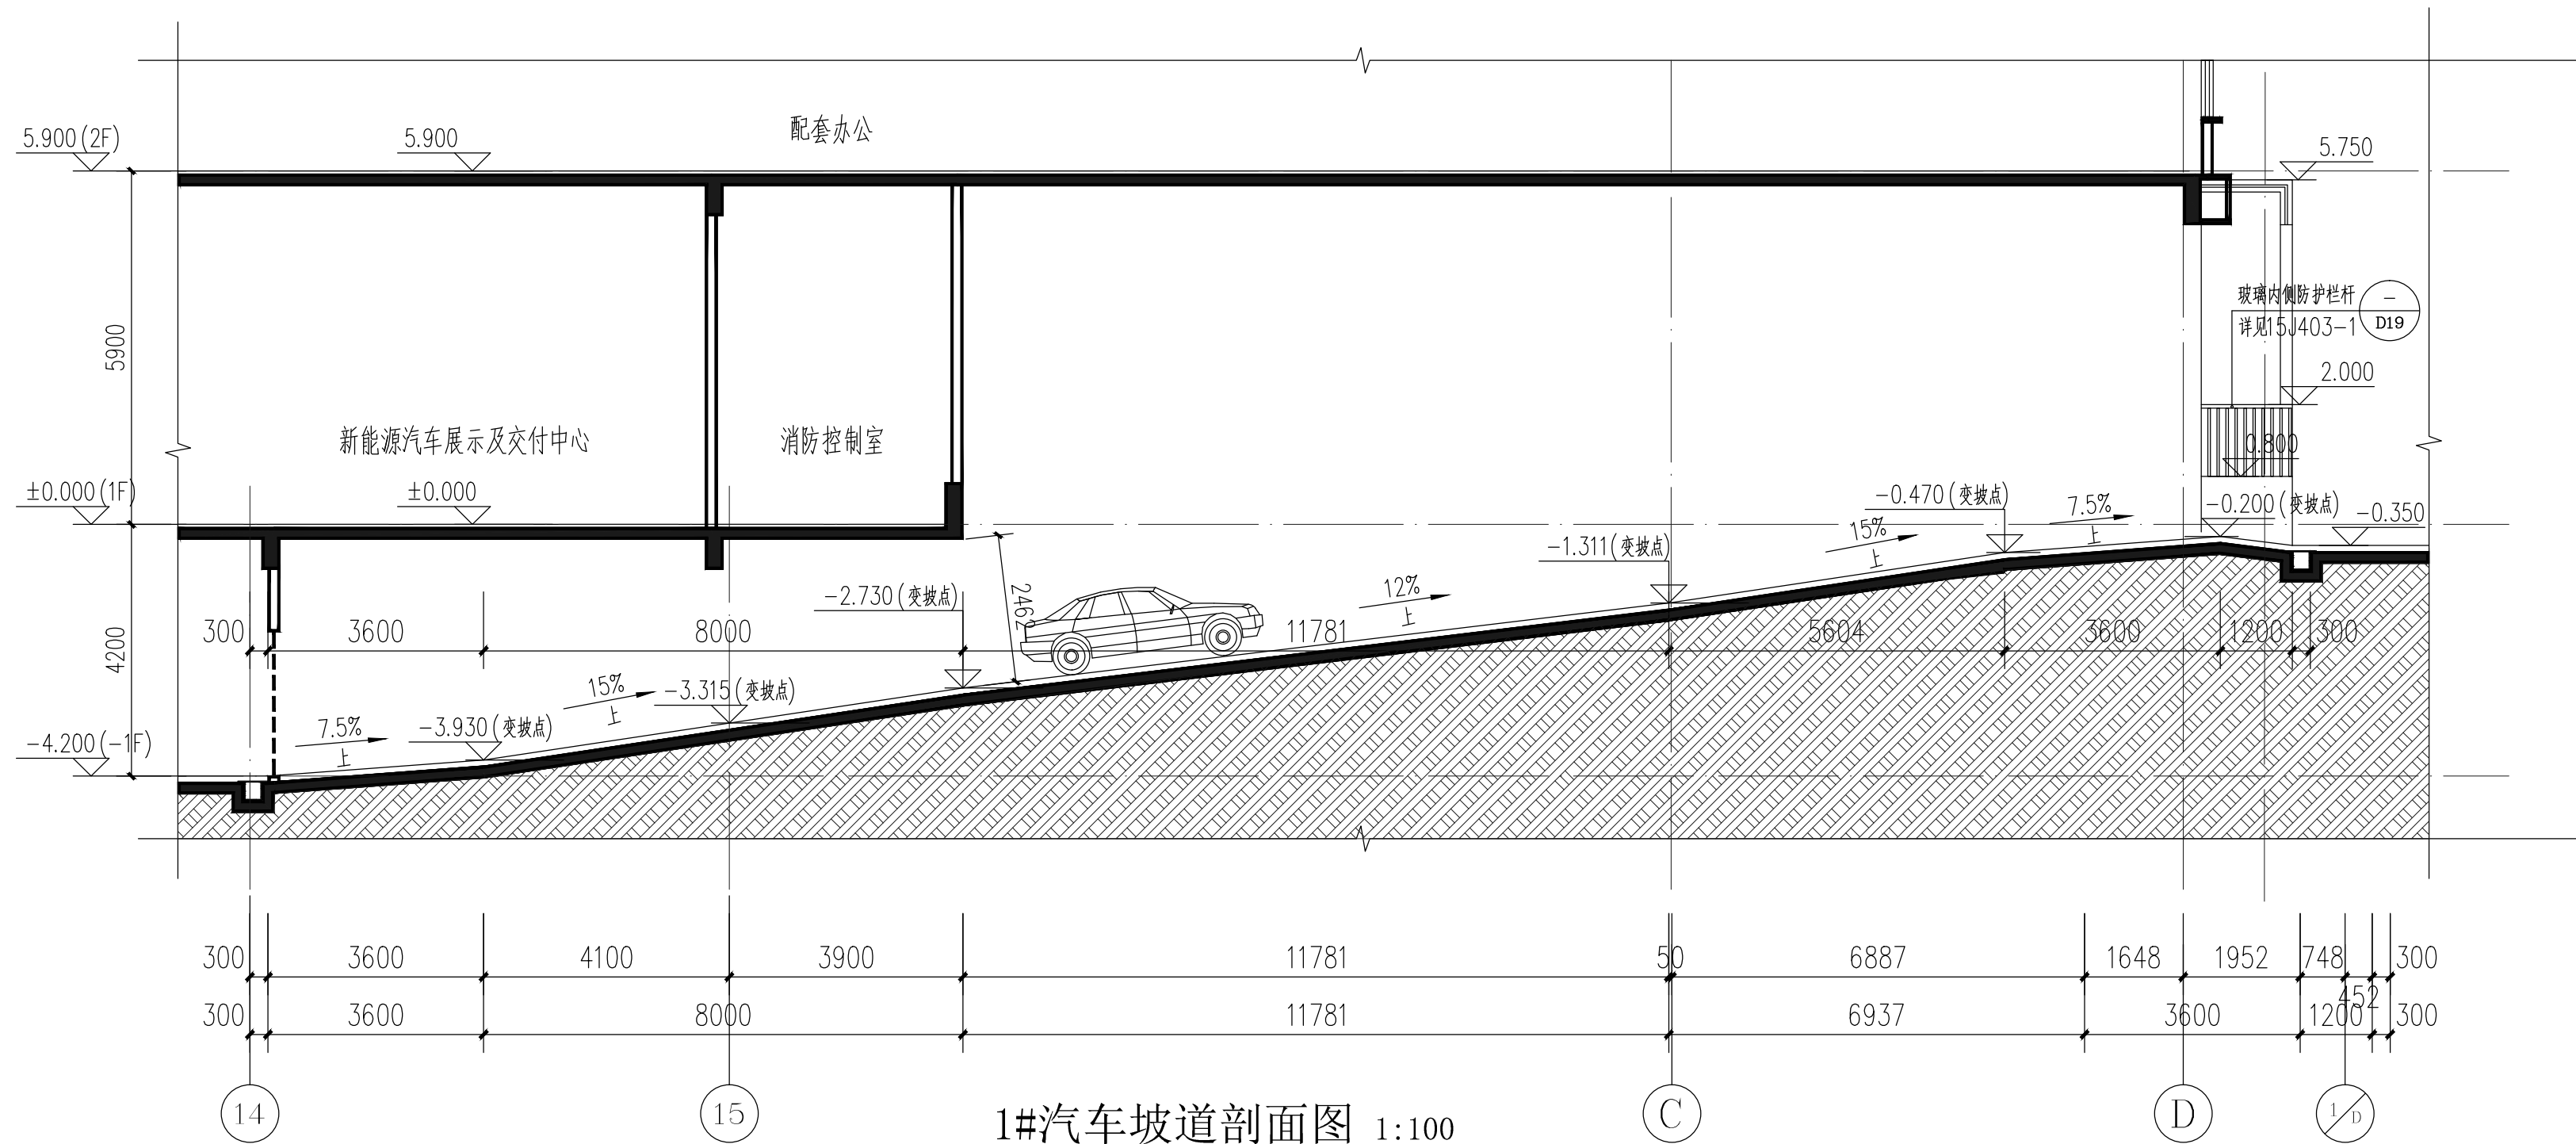 配套办公
5.900(2F)
5.900
5.750
玻璃内侧防护栏杆
详见15J403-1
-
D19
5900
2.000
新能源汽车展示及交付中心
消防控制室
0.800
±0.000(1F)
±0.000
-0.470(变坡点)
7.5%
上
-0.200(变坡点)
-0.350
15%
上
-1.311(变坡点)
12%
上
-2.730(变坡点)
2462
4200
300
3600
8000
11781
5604
3600
1200
300
15%
上
-3.315(变坡点)
7.5%
上
-3.930(变坡点)
-4.200(-1F)
300
3600
4100
3900
11781
50
6887
1648
1952
748
452
300
300
3600
8000
11781
6937
3600
1200
300
14
15
C
D
1/D
1#汽车坡道剖面图 1:100